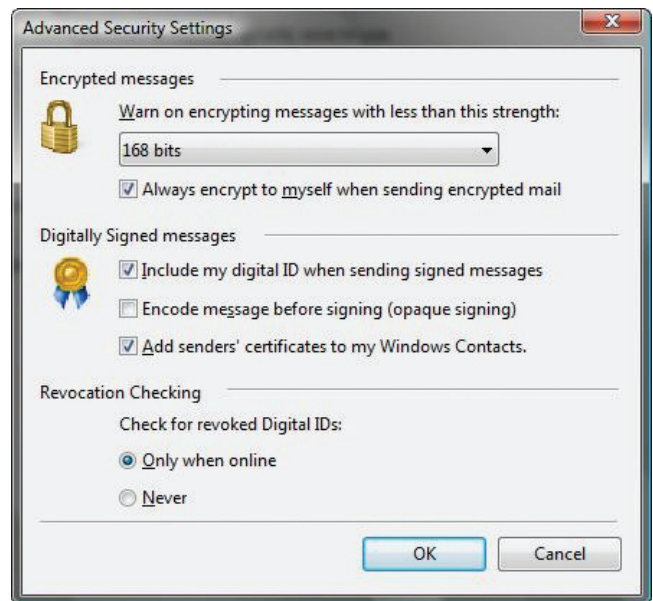 Advanced Security Settings
Encrypted messages
Warn on encrypting messages with less than this strength:
168 bits
Always encrypt to myself when sending encrypted mail
Digitally Signed messages
Include my digital ID when sending signed messages
Encode message before signing (opaque signing)
Add senders' certificates to my Windows Contacts.
Revocation Checking
Check for revoked Digital IDs:
Only when online
Never
OK Cancel